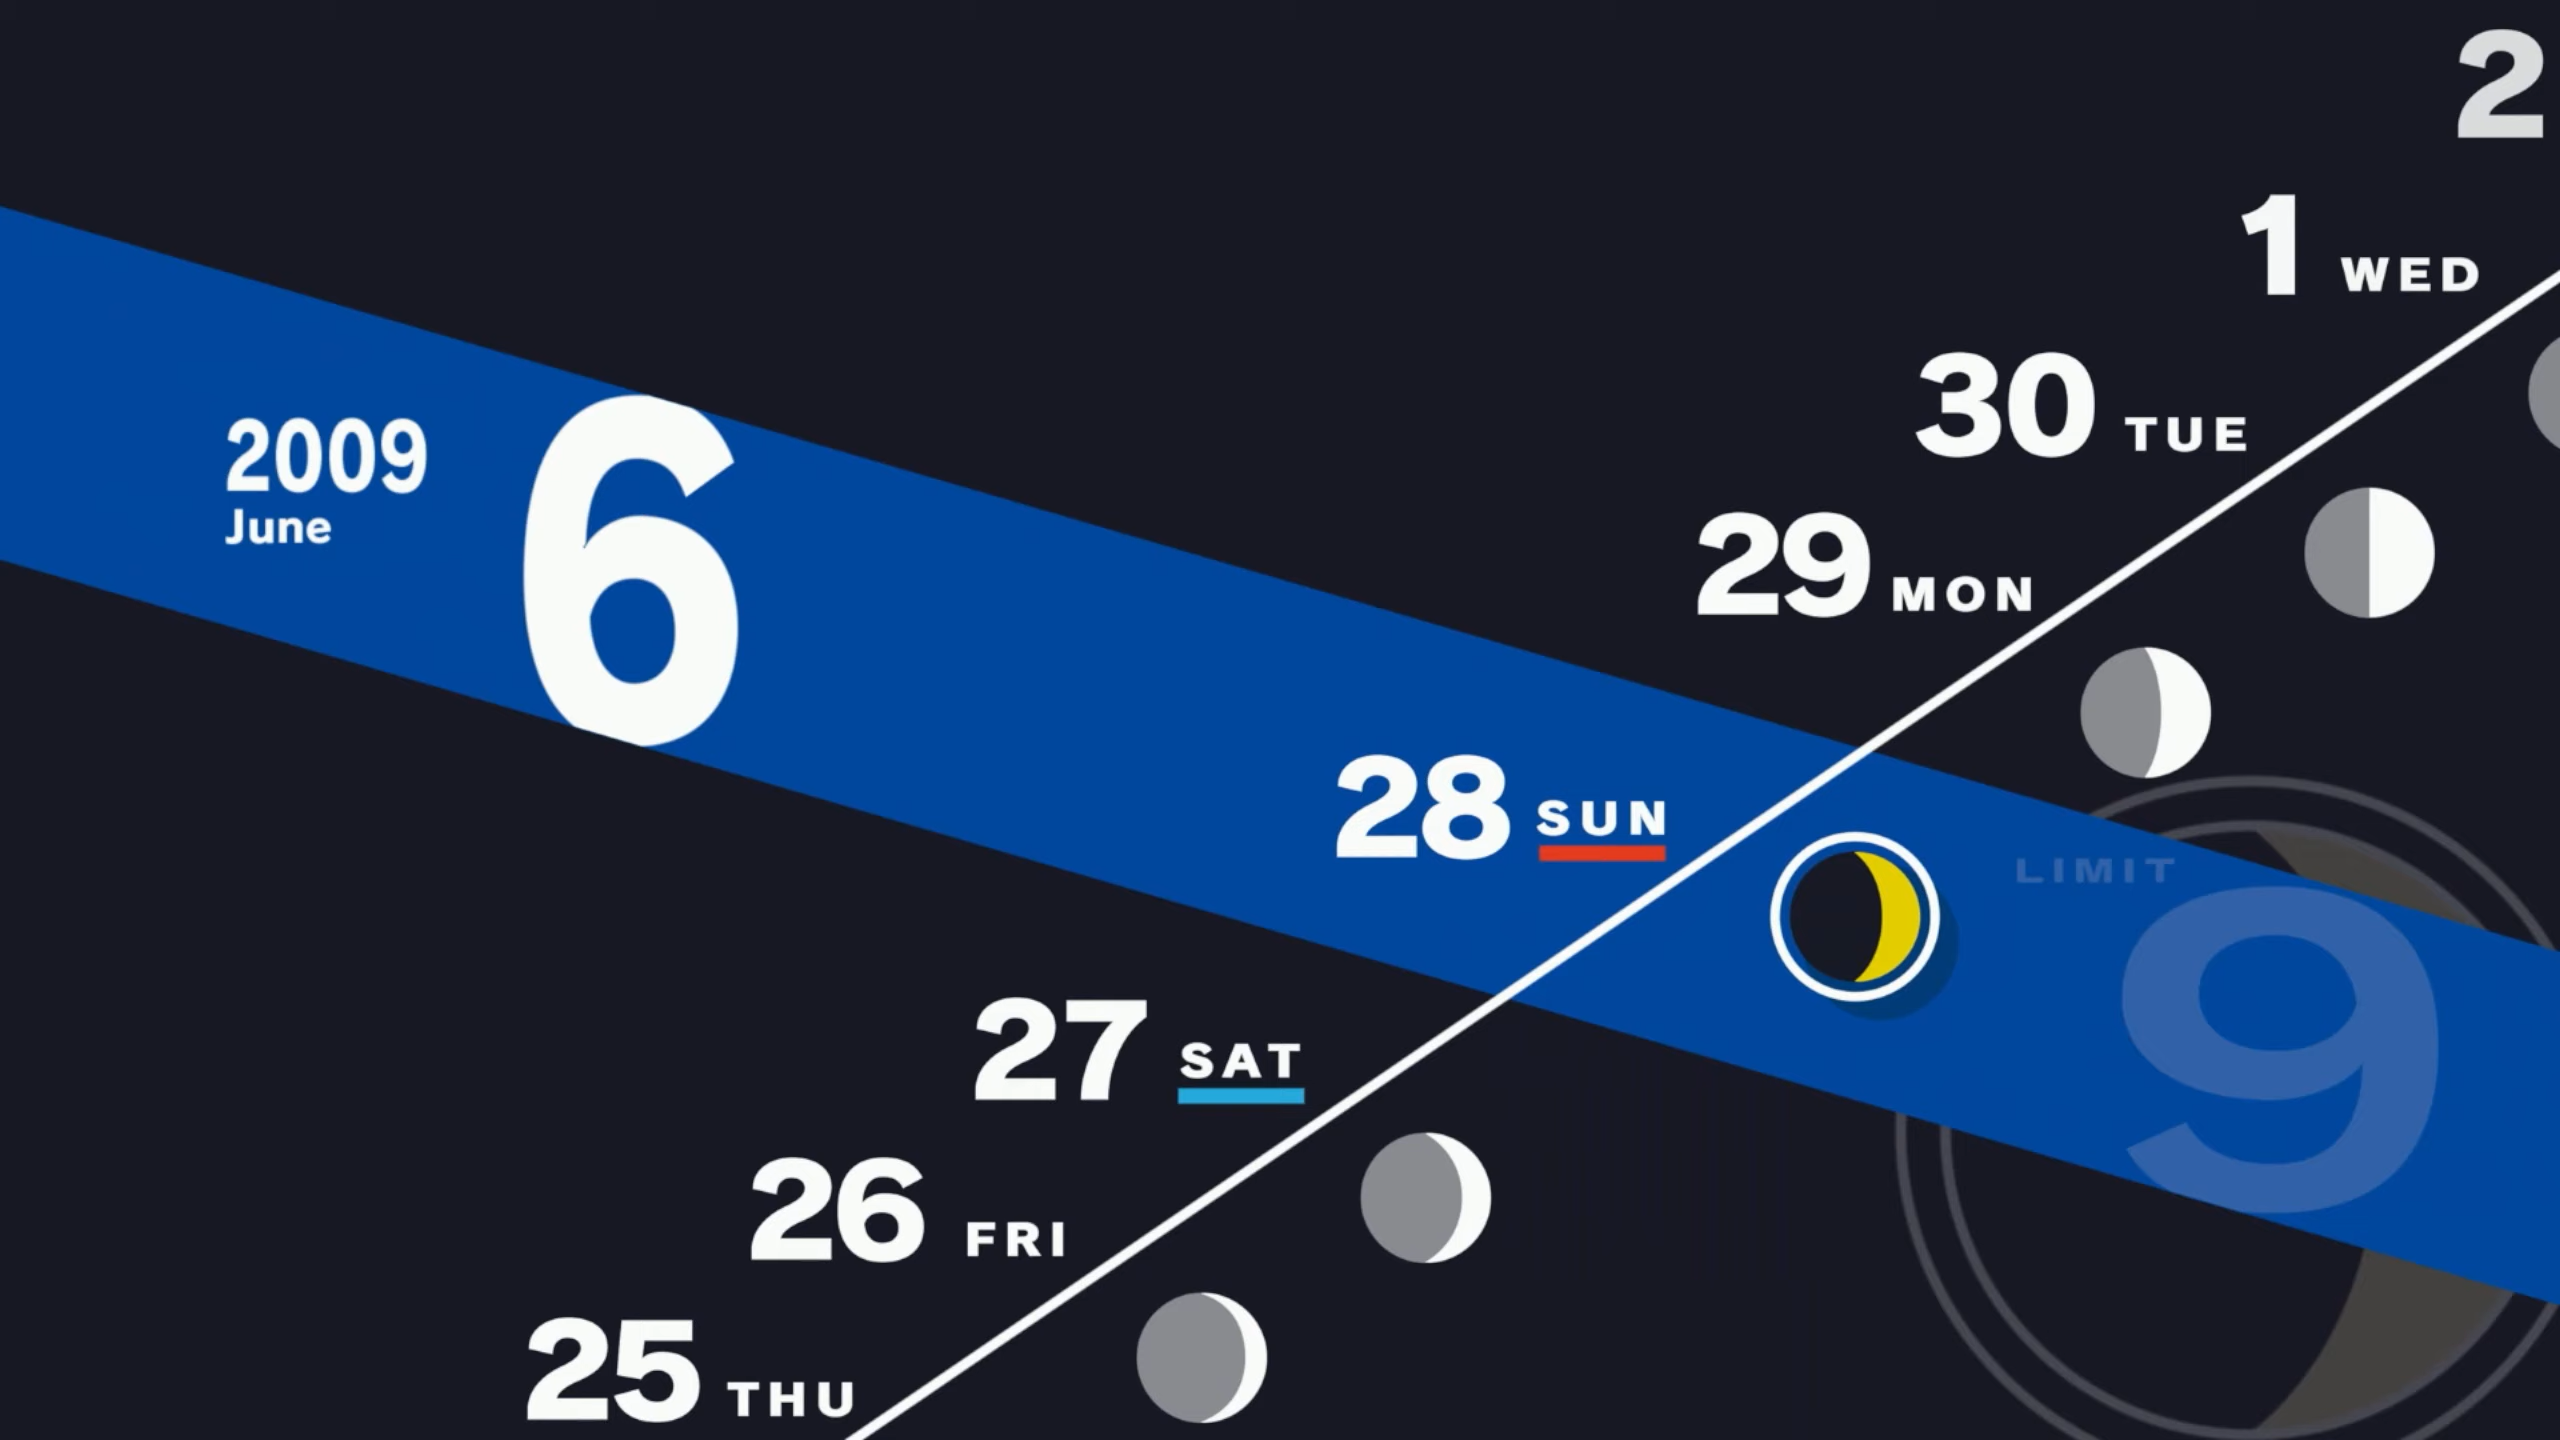 2
1 WED
30 TUE
2009
June
6
29 MON
28 SUN
LIMIT
9
27 SAT
26 FRI
25 THU